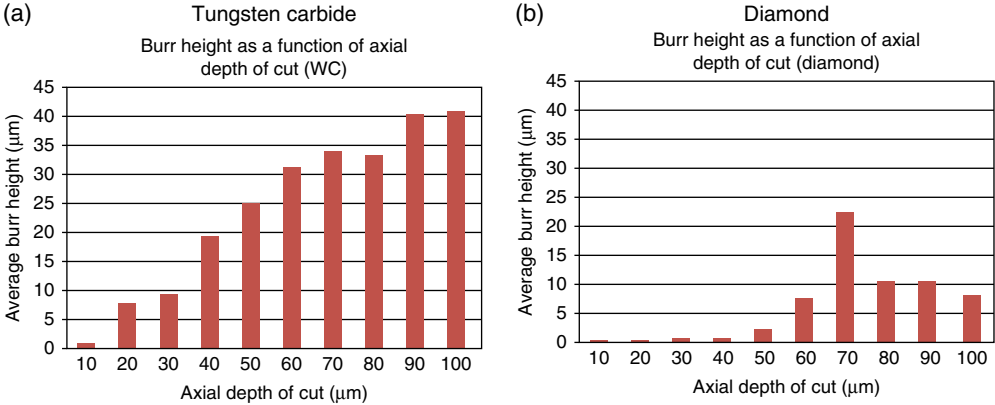 (a)
Tungsten carbide
Burr height as a function of axial
depth of cut (WC)
Average burr height (μm)
45
40
35
30
25
20
15
10
5
0
10 20 30 40 50 60 70 80 90 100
Axial depth of cut (μm)
(b)
Diamond
Burr height as a function of axial
depth of cut (diamond)
Average burr height (μm)
45
40
35
30
25
20
15
10
5
0
10 20 30 40 50 60 70 80 90 100
Axial depth of cut (μm)